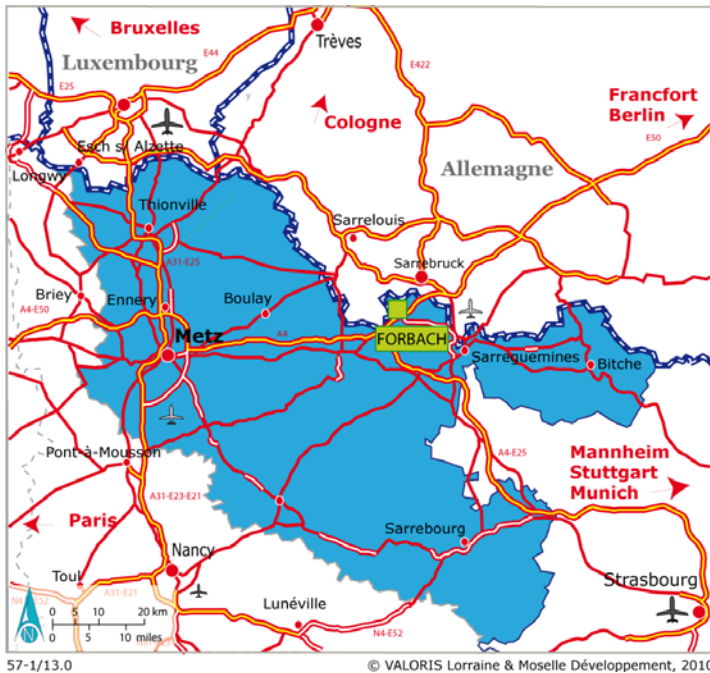 Bruxelles
Trèves
E44
Luxembourg
E422
E25
Francfort
Berlin
Cologne
E50
Esch s/ Alzette
Allemagne
Longwy
Thionville
Sarrelouis
A31-E25
Sarrebruck
Briey
Ennery
Boulay
A4-E50
Metz
A4
FORBACH
Sarreguemines
Bitche
Pont-à-Mousson
A4-E25
Mannheim
Stuttgart
Munich
A31-E23-E21
Paris
Sarrebourg
Nancy
Toul
A31-E21
Strasbourg
0 5 10 20 km
Lunéville
N4-E52
N
0 5 10 miles
N4-E52
57-1/13.0
© VALORIS Lorraine & Moselle Développement, 2010